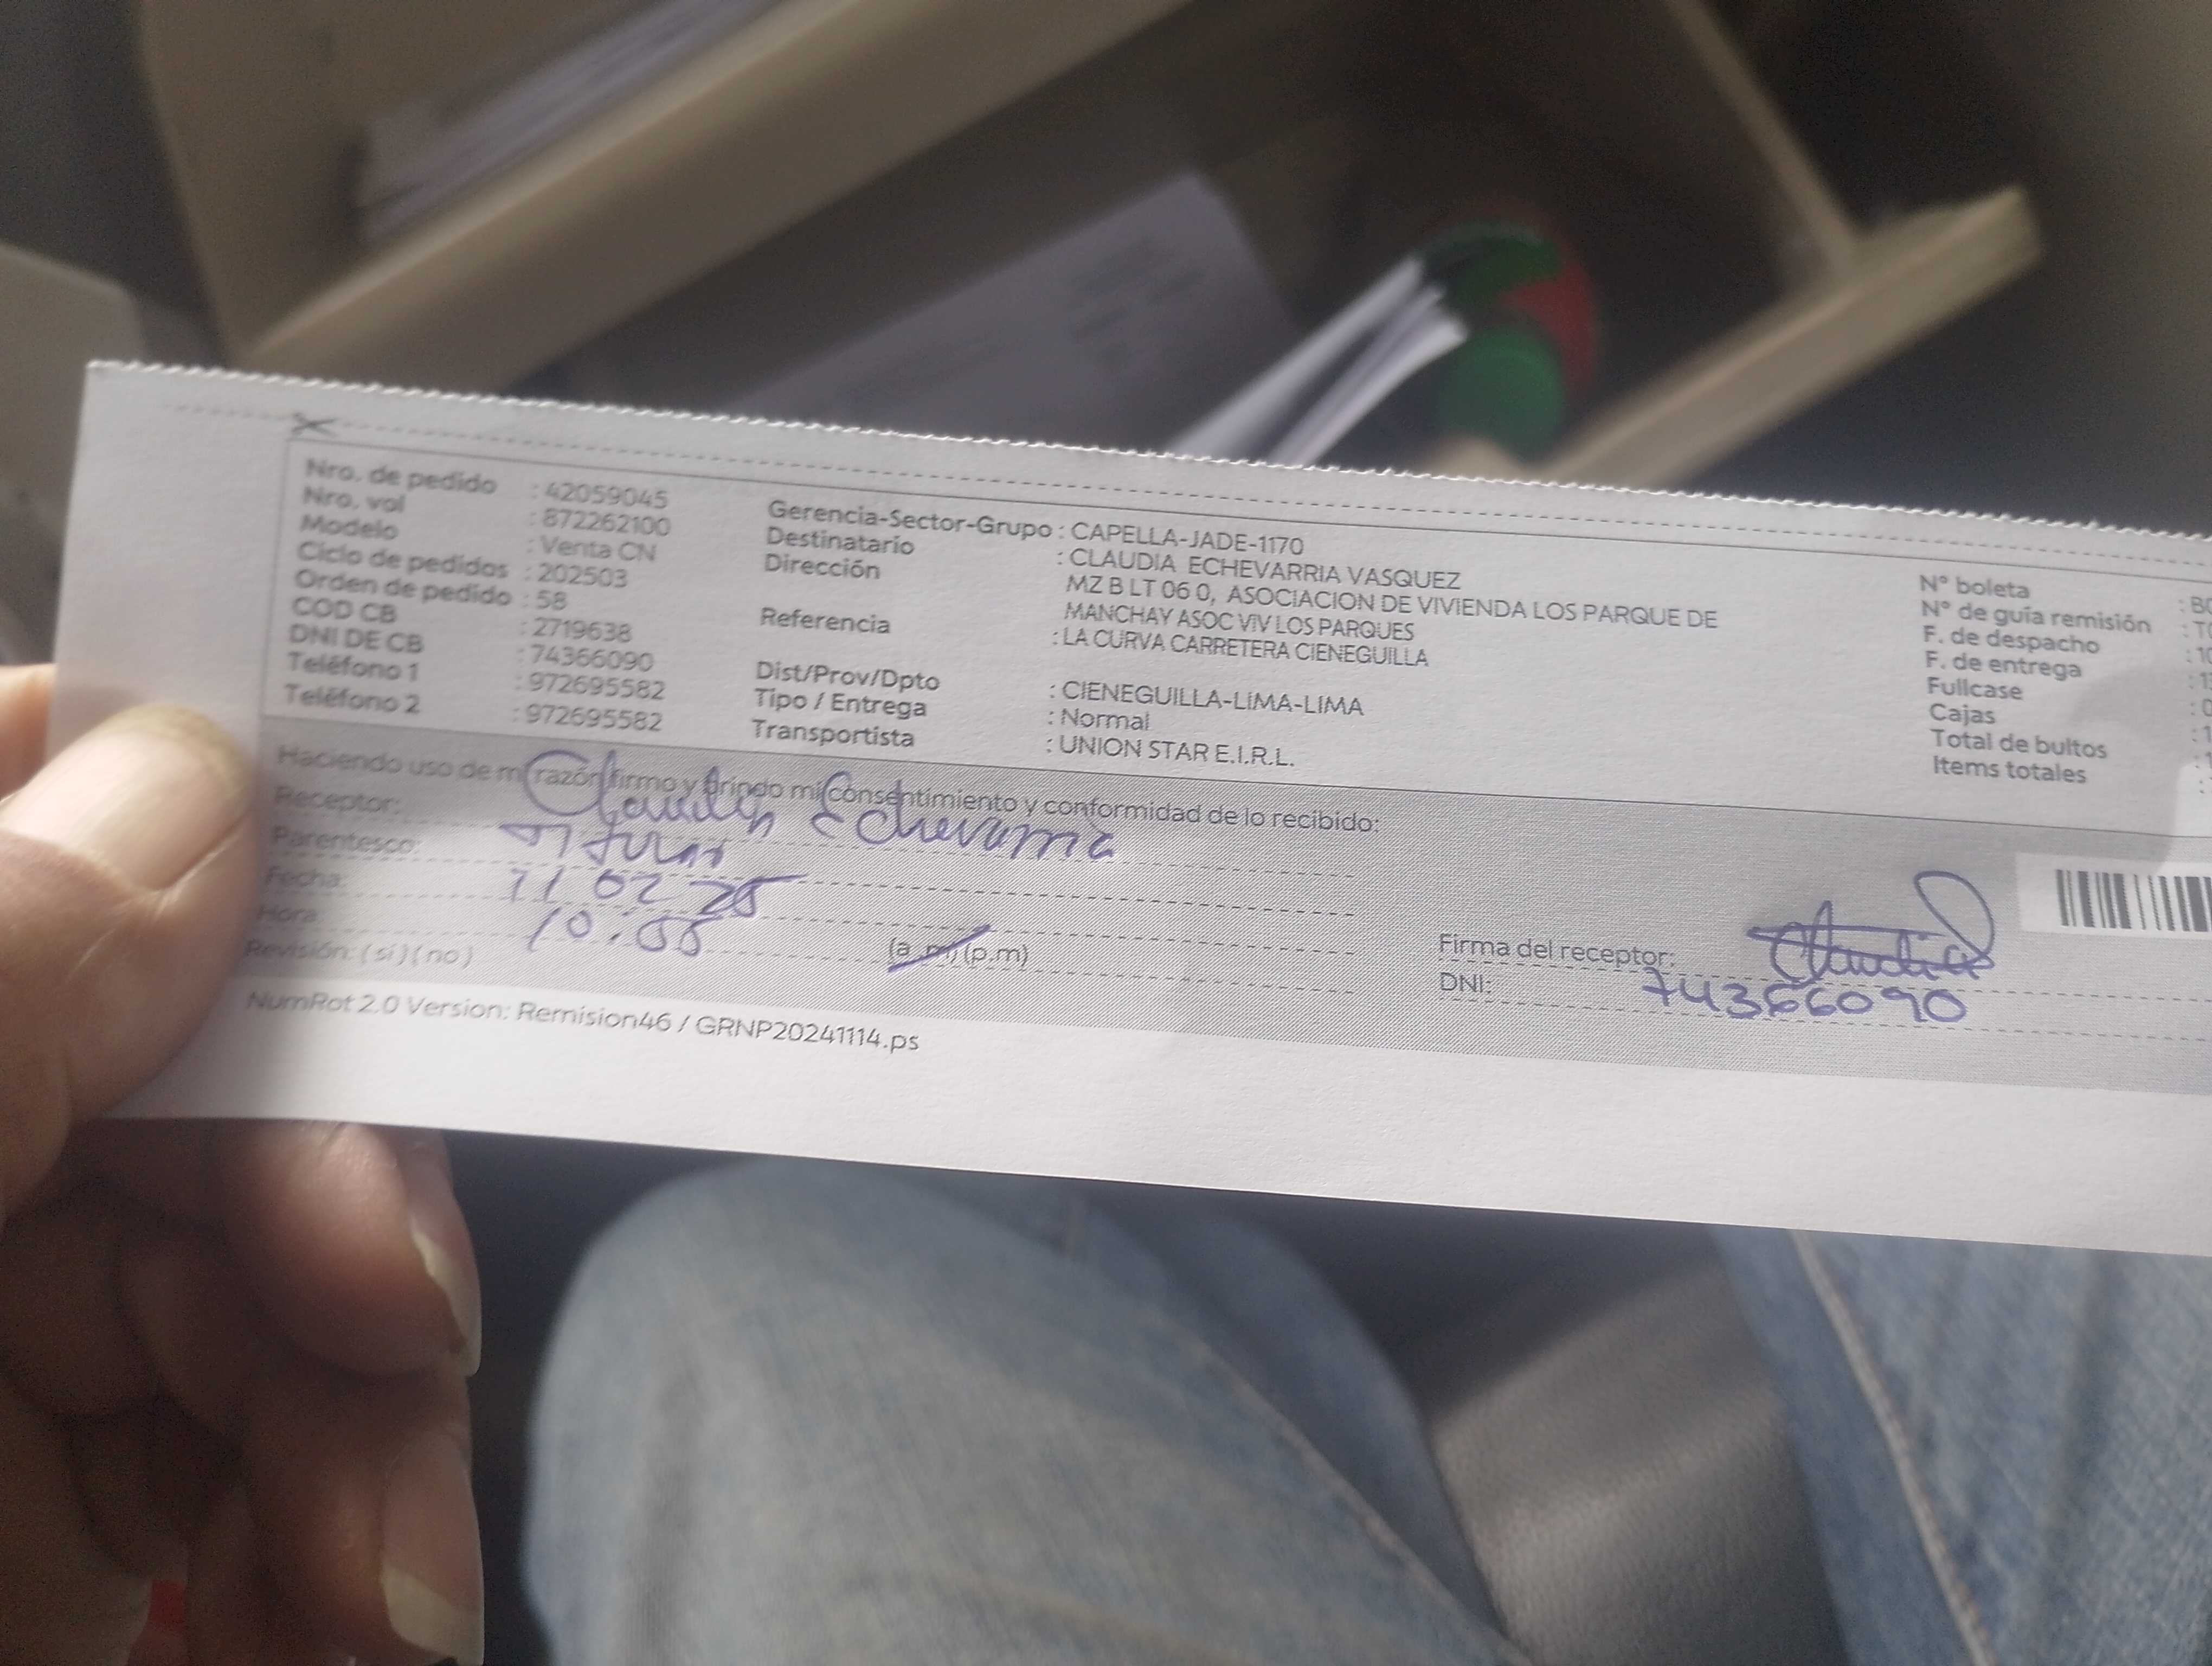 Nro. de pedido : 42059045
Nro. vol : 872262100
Modelo : Venta CN
Ciclo de pedidos : 202503
Orden de pedido : 58
COD CB : 2719638
DNI DE CB : 74366090
Teléfono 1 : 972695582
Teléfono 2 : 972695582
Gerencia-Sector-Grupo : CAPELLA-JADE-1170
Destinatario : CLAUDIA ECHEVARRIA VASQUEZ
Dirección MZ B LT 06 0, ASOCIACION DE VIVIENDA LOS PARQUE DE
MANCHAY ASOC VIV LOS PARQUES
Referencia : LA CURVA CARRETERA CIENEGUILLA
Dist/Prov/Dpto : CIENEGUILLA-LIMA-LIMA
Tipo / Entrega : Normal
Transportista : UNION STAR E.I.R.L.
N° boleta
N° de guía remisión
F. de despacho
F. de entrega
Fullcase
Cajas
Total de bultos
Items totales
Haciendo uso de mi razón firmo y brindo mi consentimiento y conformidad de lo recibido:
Receptor: Claudia Echevarria
Parentesco: titular
Fecha: 11 02 25
Hora (a.m) (p.m)
Revisión: (si) (no)
Firma del receptor: Claudia
DNI: 74366090
NumRot 2.0 Version: Remision46 / GRNP20241114.ps